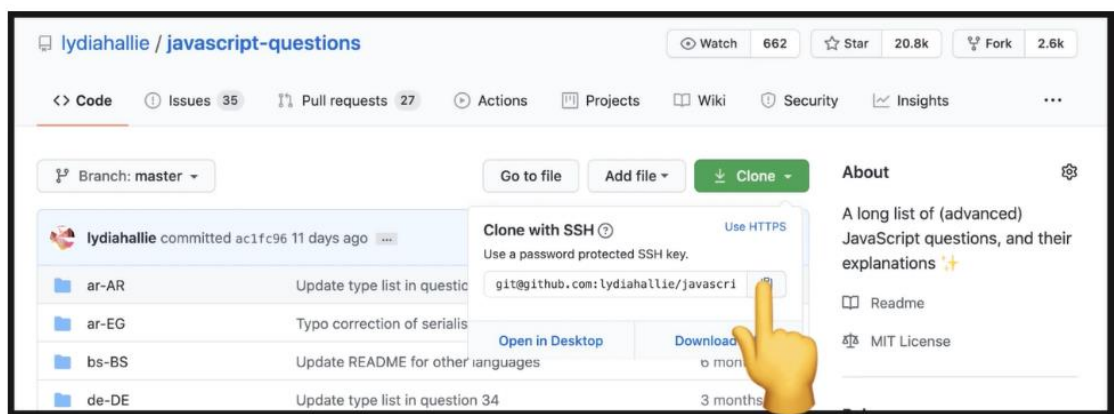 lydiahallie / javascript-questions
Watch 662 Star 20.8k Fork 2.6k
Code Issues 35 Pull requests 27 Actions Projects Wiki Security Insights ...
Branch: master Go to file Add file Clone
lydiahallie committed ac1fc96 11 days ago ...
ar-AR Update type list in questio
ar-EG Typo correction of serialis
bs-BS Update README for other languages 6 mon
de-DE Update type list in question 34 3 months
Clone with SSH ? Use HTTPS
Use a password protected SSH key.
git@github.com:lydiahallie/javascri
Open in Desktop Download
About
A long list of (advanced)
JavaScript questions, and their
explanations ✨
Readme
MIT License